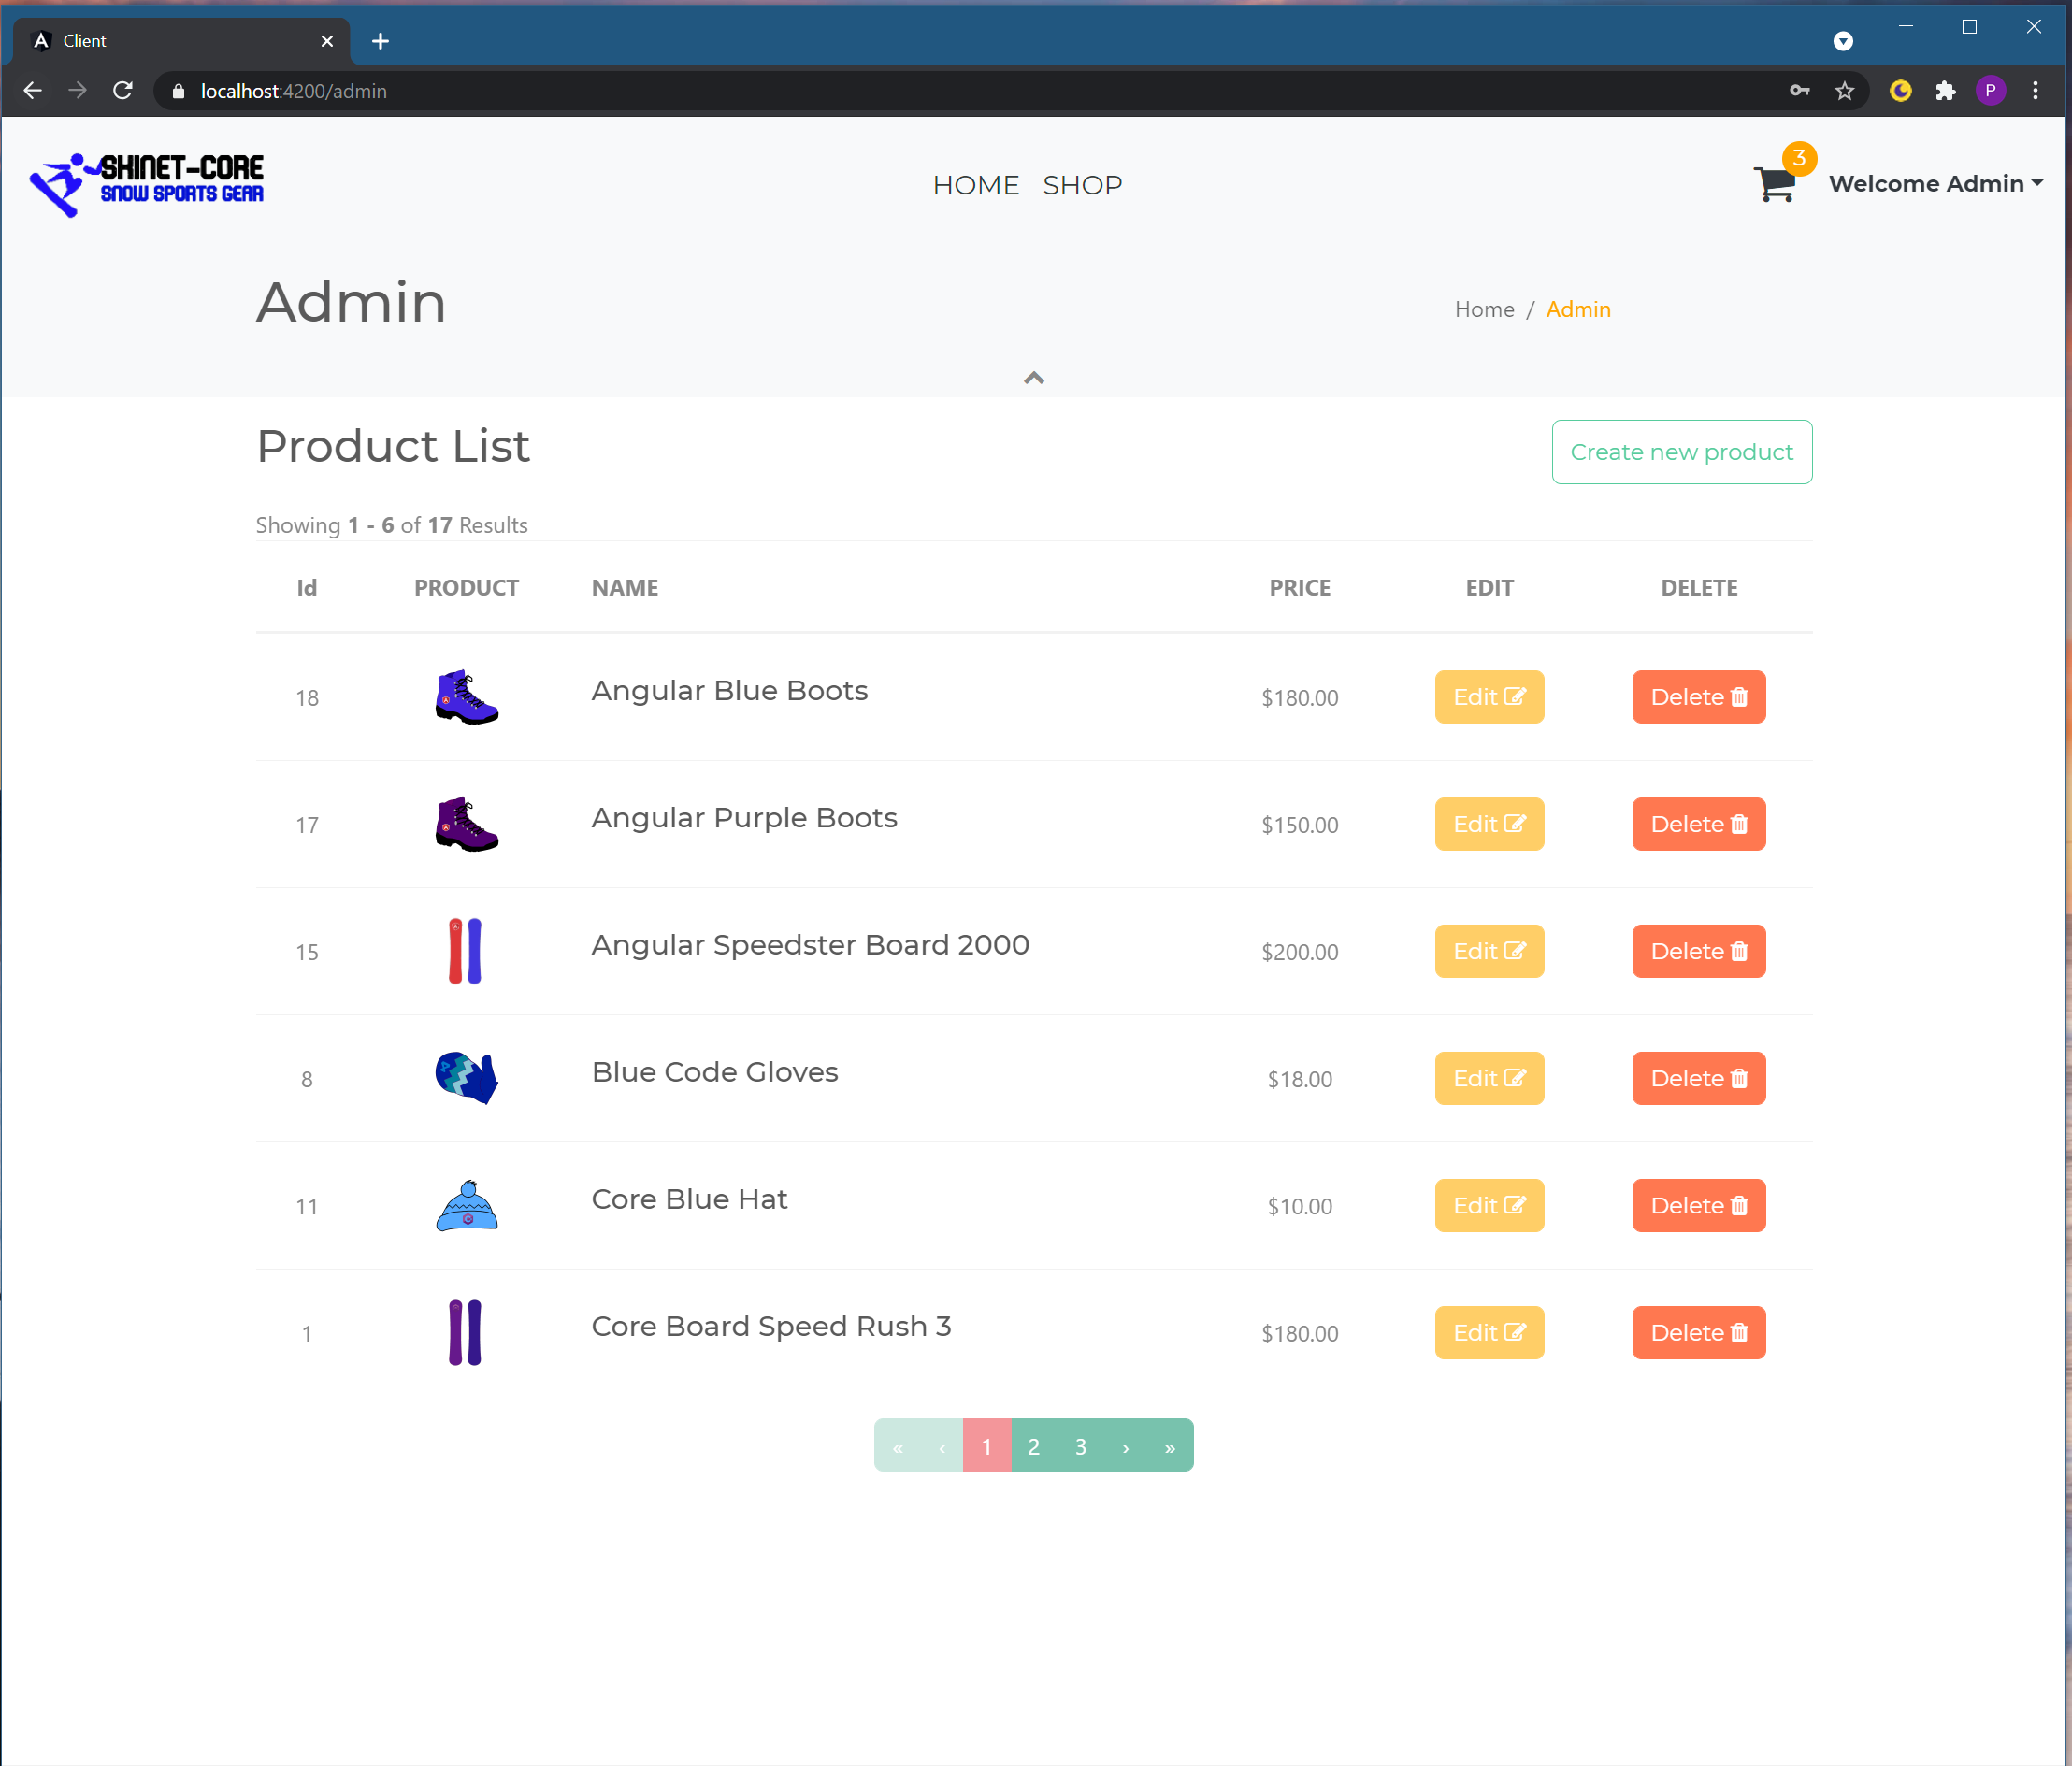 Client
localhost:4200/admin
P
SKINET-CORE
SNOW SPORTS GEAR
HOME SHOP
3
Welcome Admin
Admin
Home / Admin
Product List
Create new product
Showing 1 - 6 of 17 Results
Id PRODUCT NAME PRICE EDIT DELETE
18 Angular Blue Boots $180.00 Edit Delete
17 Angular Purple Boots $150.00 Edit Delete
15 Angular Speedster Board 2000 $200.00 Edit Delete
8 Blue Code Gloves $18.00 Edit Delete
11 Core Blue Hat $10.00 Edit Delete
1 Core Board Speed Rush 3 $180.00 Edit Delete
« ‹ 1 2 3 › »